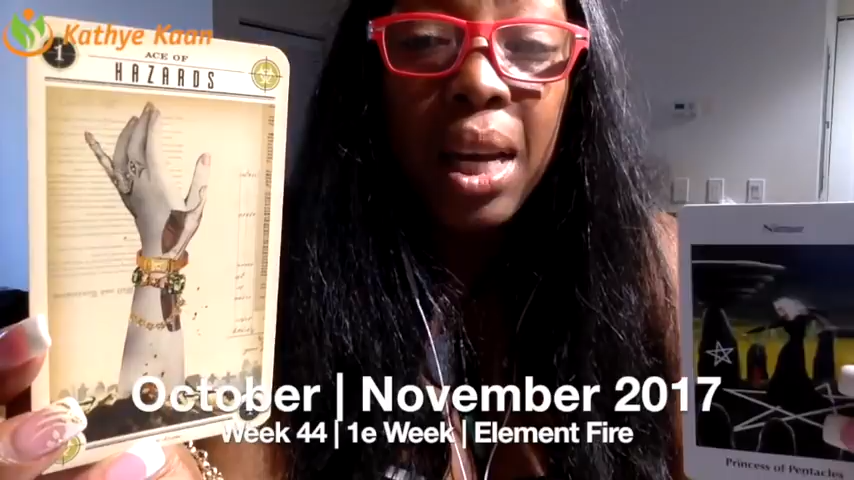 Kathye Kaan
1
ACE OF
HAZARDS
Nimue
October | November 2017
Week 44 | 1e Week | Element Fire
Princess of Pentacles